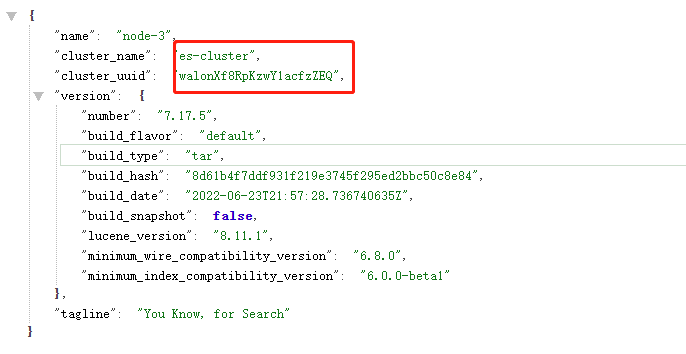 {
"name": "node-3",
"cluster_name": "es-cluster",
"cluster_uuid": "walonXf8RpKzwY1acfzZEQ",
"version": {
"number": "7.17.5",
"build_flavor": "default",
"build_type": "tar",
"build_hash": "8d61b4f7ddf931f219e3745f295ed2bbc50c8e84",
"build_date": "2022-06-23T21:57:28.736740635Z",
"build_snapshot": false,
"lucene_version": "8.11.1",
"minimum_wire_compatibility_version": "6.8.0",
"minimum_index_compatibility_version": "6.0.0-beta1"
},
"tagline": "You Know, for Search"
}